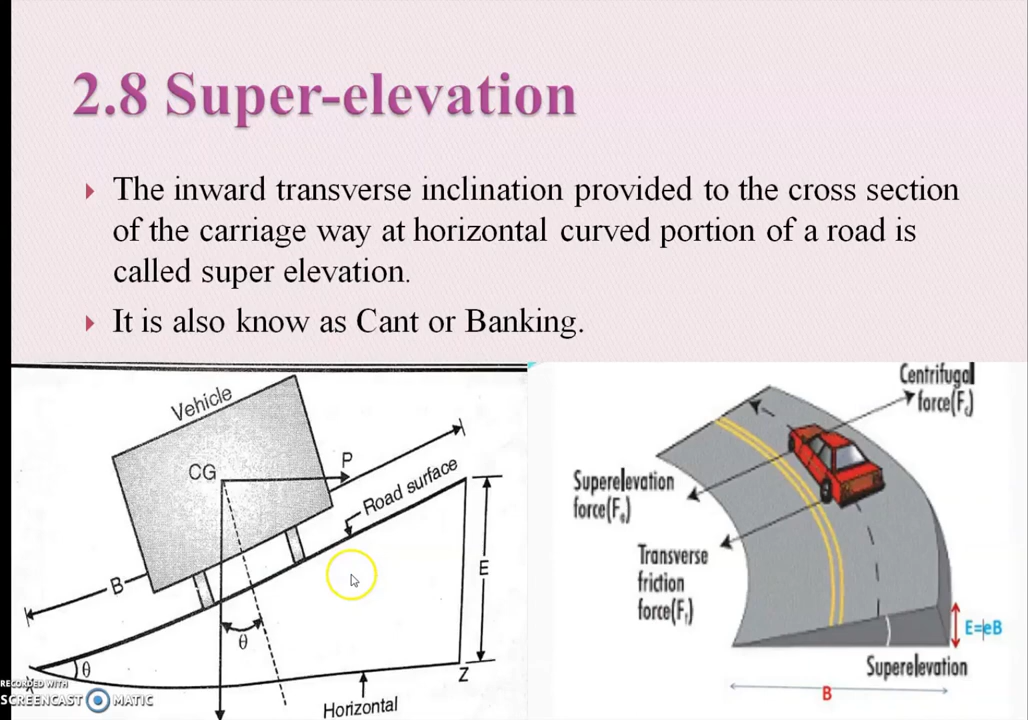 2.8 Super-elevation
The inward transverse inclination provided to the cross section
of the carriage way at horizontal curved portion of a road is
called super elevation.
It is also know as Cant or Banking.
Vehicle
CG
P
Road surface
B
E
θ
θ
Z
Horizontal
Centrifugal
force(Fc)
Superelevation
force(Fe)
Transverse
friction
force(Ff)
E=eB
Superelevation
B
RECORDED WITH
SCREENCAST MATIC